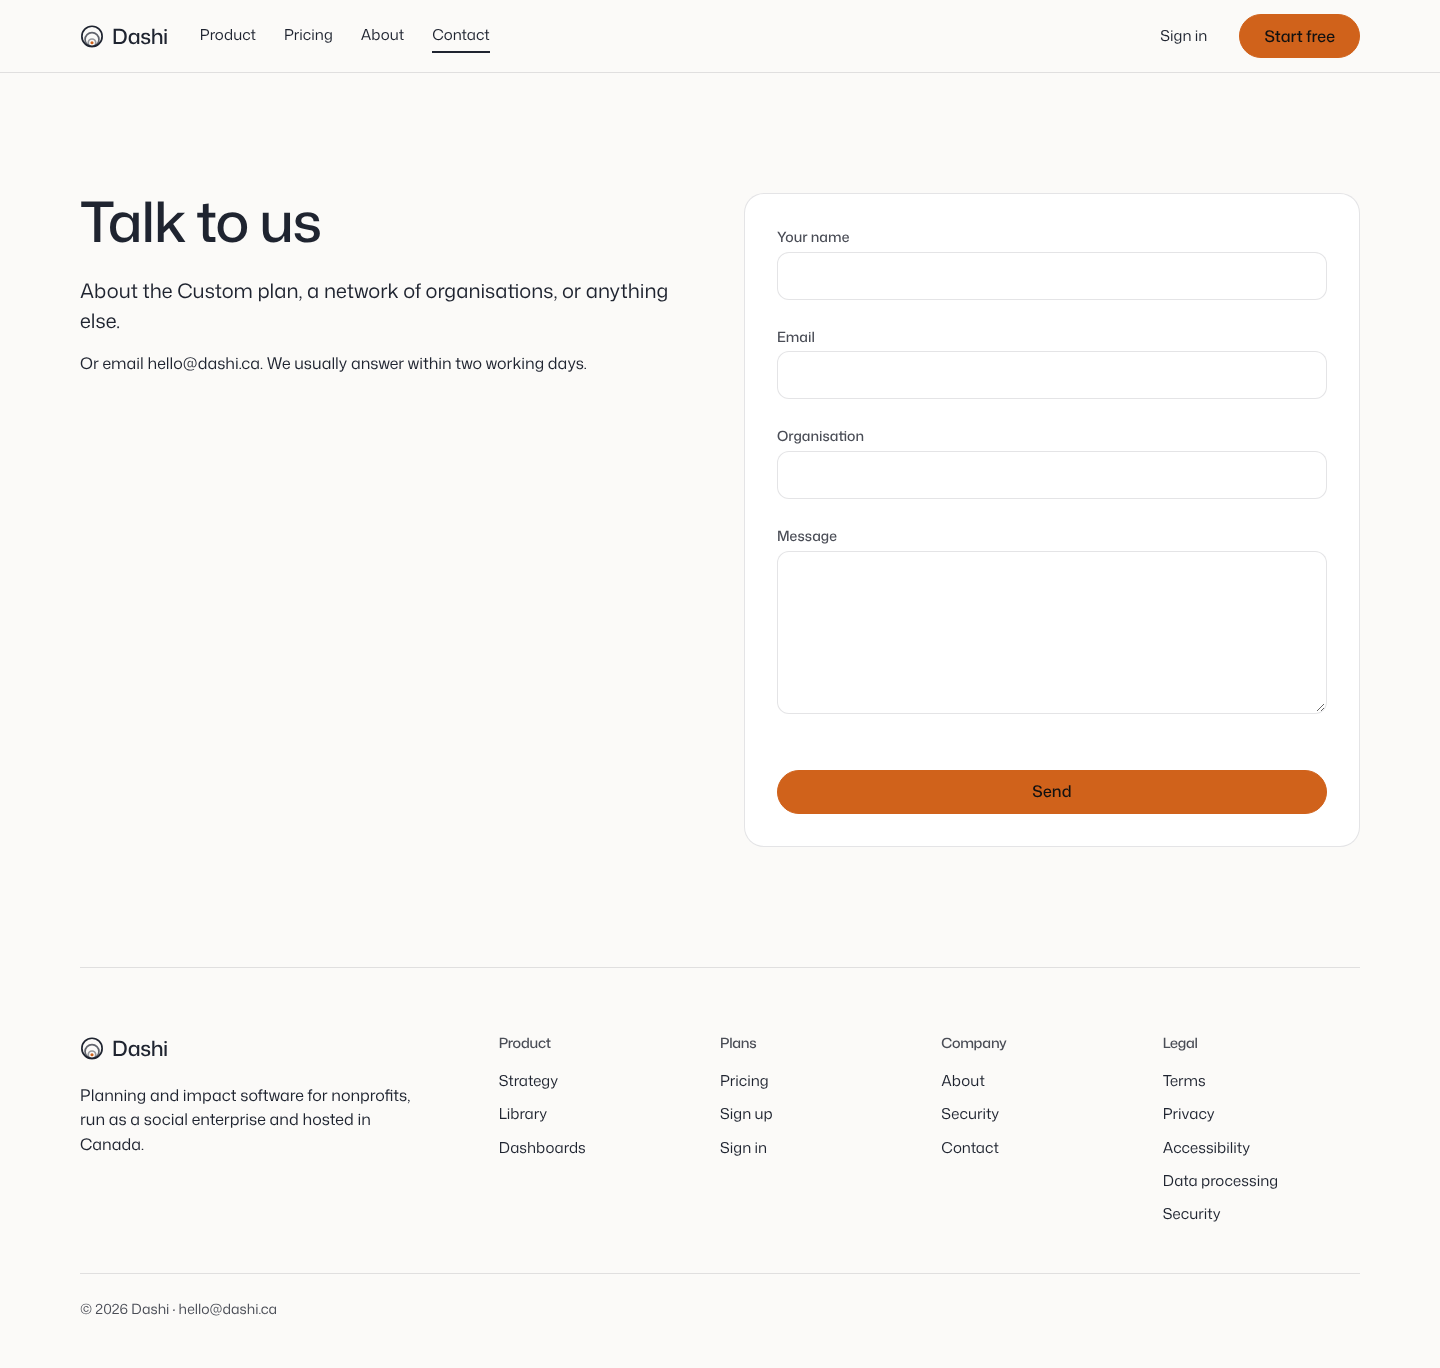 Dashi
Product
Pricing
About
Contact
Sign in
Start free
Talk to us
About the Custom plan, a network of organisations, or anything
else.
Or email hello@dashi.ca. We usually answer within two working days.
Your name
Email
Organisation
Message
Send
Dashi
Planning and impact software for nonprofits,
run as a social enterprise and hosted in
Canada.
Product
Strategy
Library
Dashboards
Plans
Pricing
Sign up
Sign in
Company
About
Security
Contact
Legal
Terms
Privacy
Accessibility
Data processing
Security
© 2026 Dashi · hello@dashi.ca